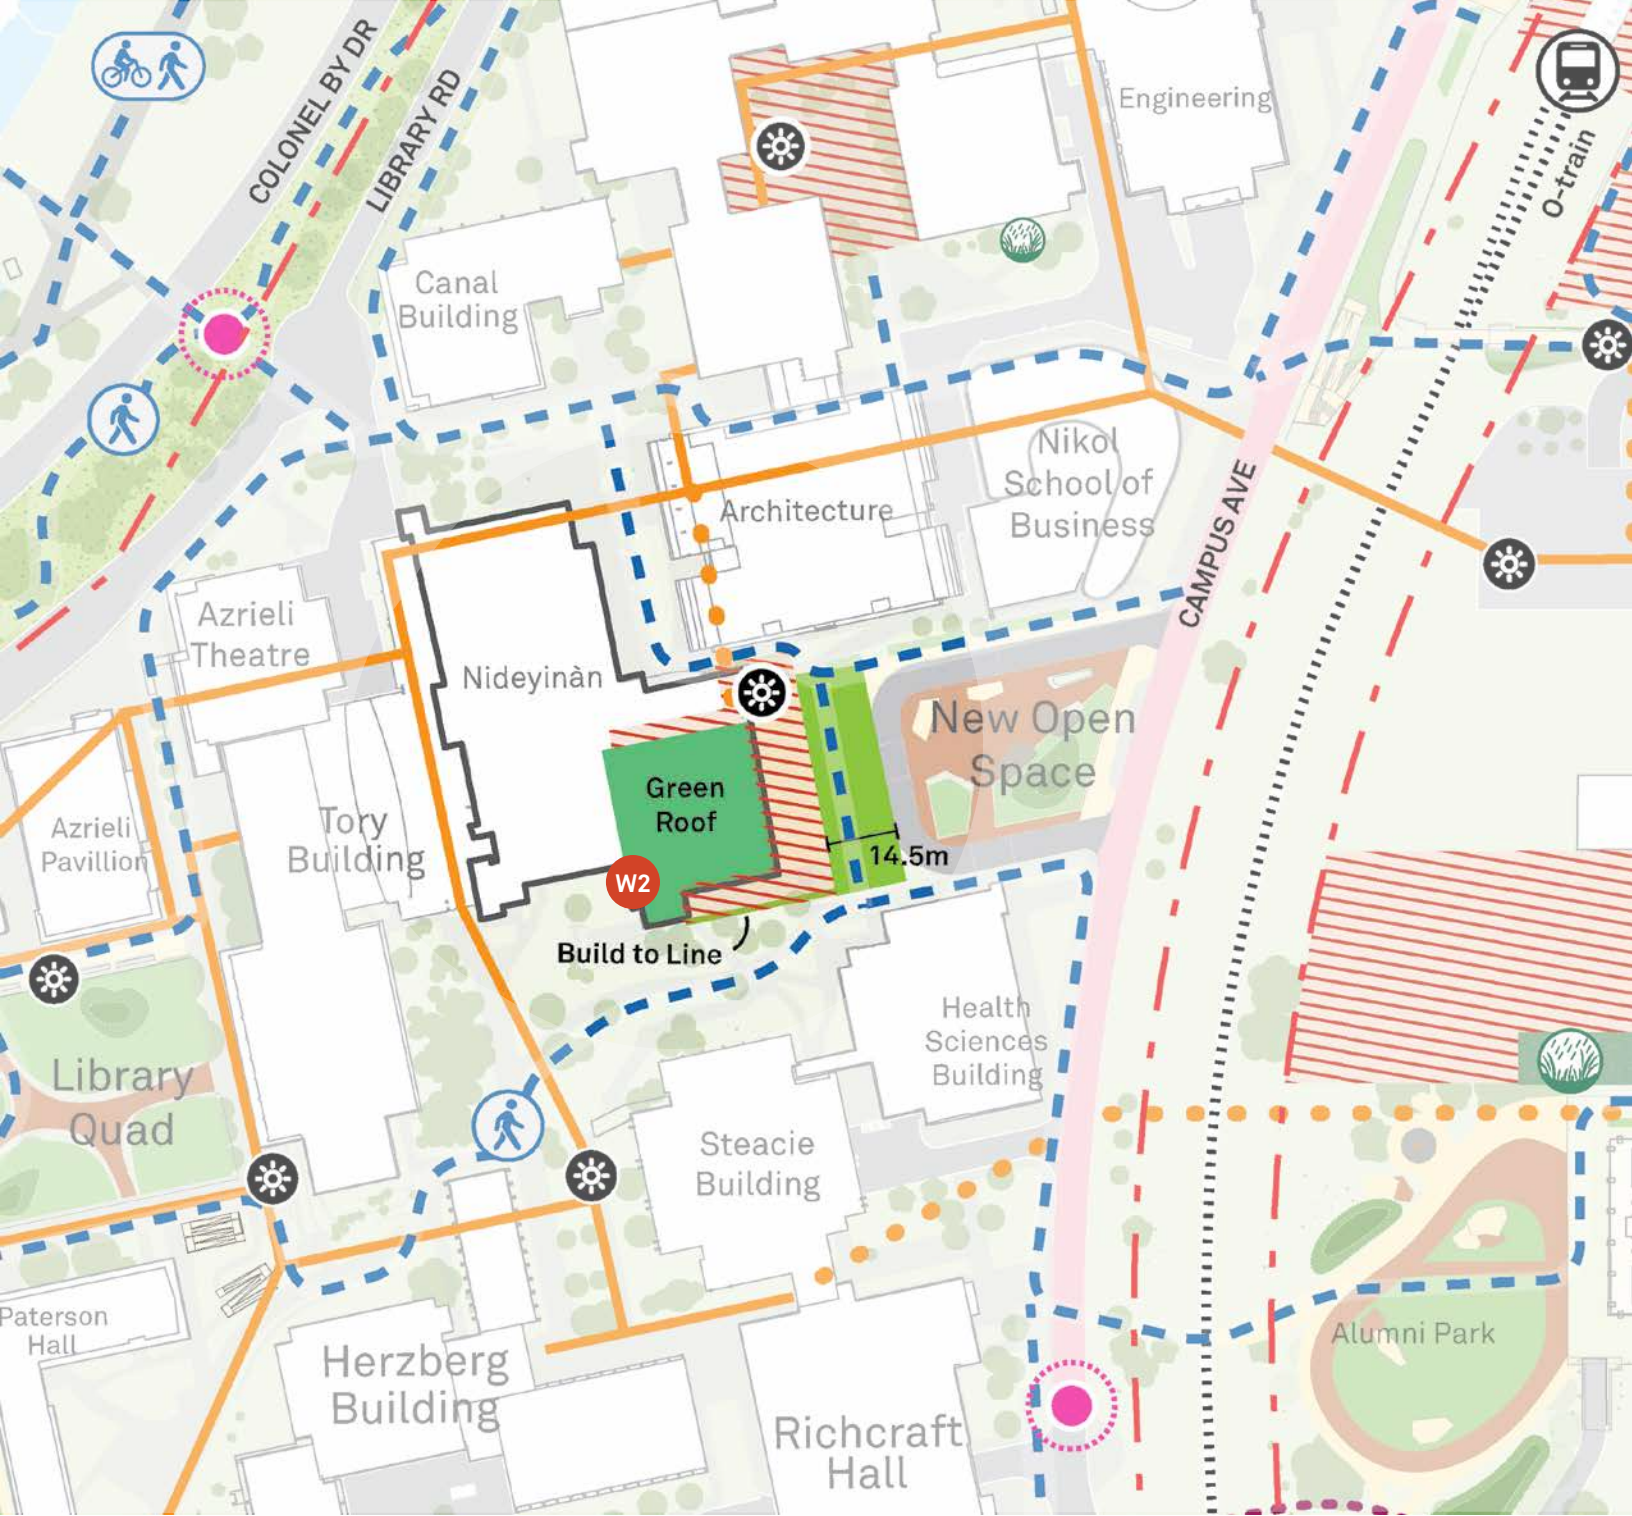 COLONEL BY DR
LIBRARY RD
Engineering
O-train
Canal
Building
Nikol
School of
Business
Architecture
CAMPUS AVE
Azrieli
Theatre
Nideyinàn
New Open
Space
Green
Roof
Azrieli
Pavillion
Tory
Building
14.5m
W2
Build to Line
Health
Sciences
Building
Library
Quad
Steacie
Building
Paterson
Hall
Alumni Park
Herzberg
Building
Richcraft
Hall